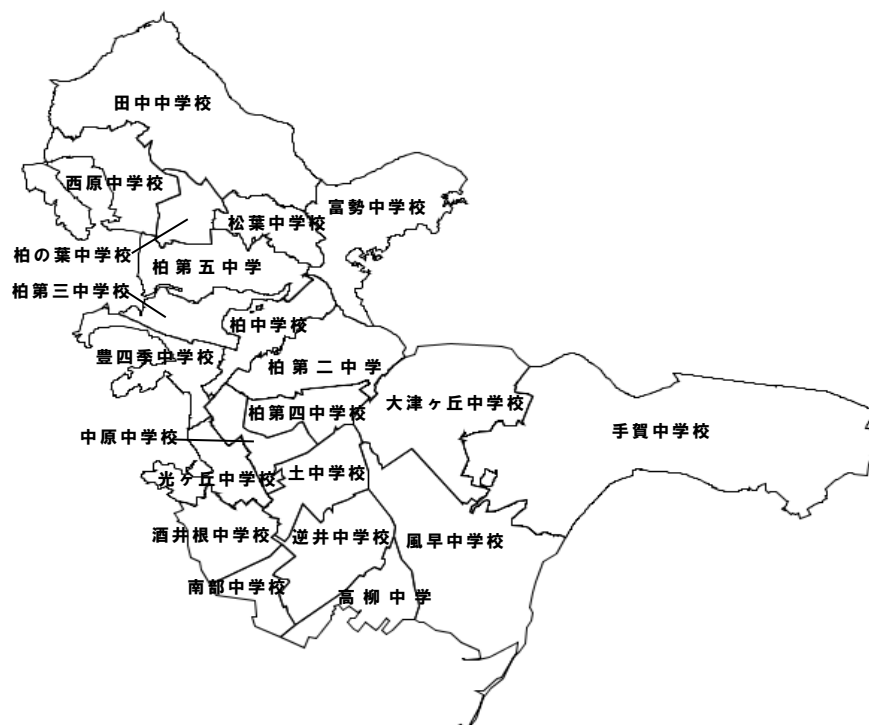 田中中学校
西原中学校
富勢中学校
松葉中学校
柏の葉中学校
柏第五中学
柏第三中学校
柏中学校
豊四季中学校
柏第二中学
大津ヶ丘中学校
柏第四中学校
手賀中学校
中原中学校
土中学校
光ヶ丘中学校
酒井根中学校
逆井中学校
風早中学校
南部中学校
高柳中学